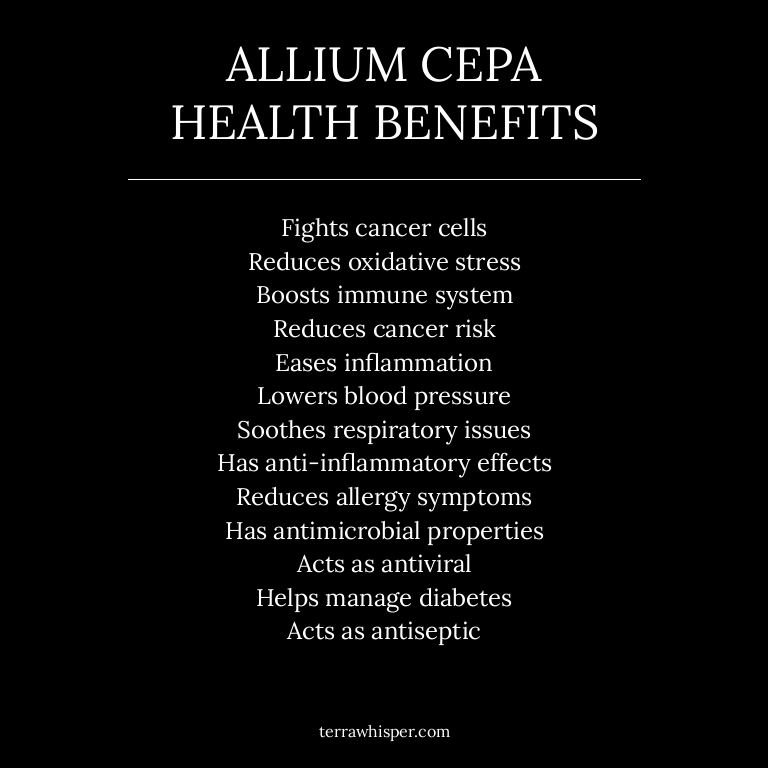 ALLIUM CEPA
HEALTH BENEFITS
Fights cancer cells
Reduces oxidative stress
Boosts immune system
Reduces cancer risk
Eases inflammation
Lowers blood pressure
Soothes respiratory issues
Has anti-inflammatory effects
Reduces allergy symptoms
Has antimicrobial properties
Acts as antiviral
Helps manage diabetes
Acts as antiseptic
terrawhisper.com